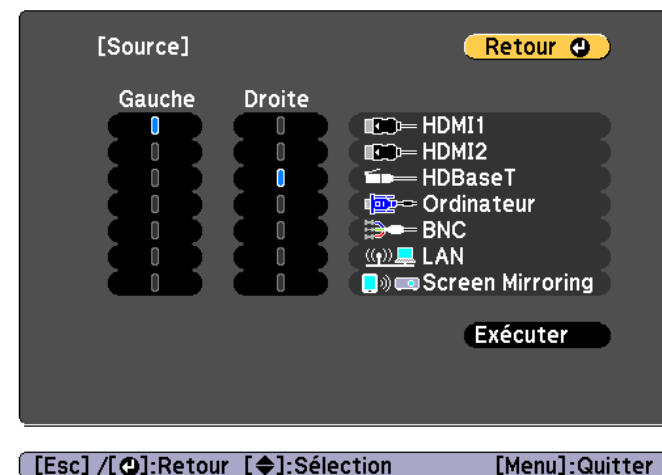 [Source] Retour
Gauche Droite
HDMI1
HDMI2
HDBaseT
Ordinateur
BNC
LAN
Screen Mirroring
Exécuter
[Esc] /[ ]:Retour [ ]:Sélection [Menu]:Quitter